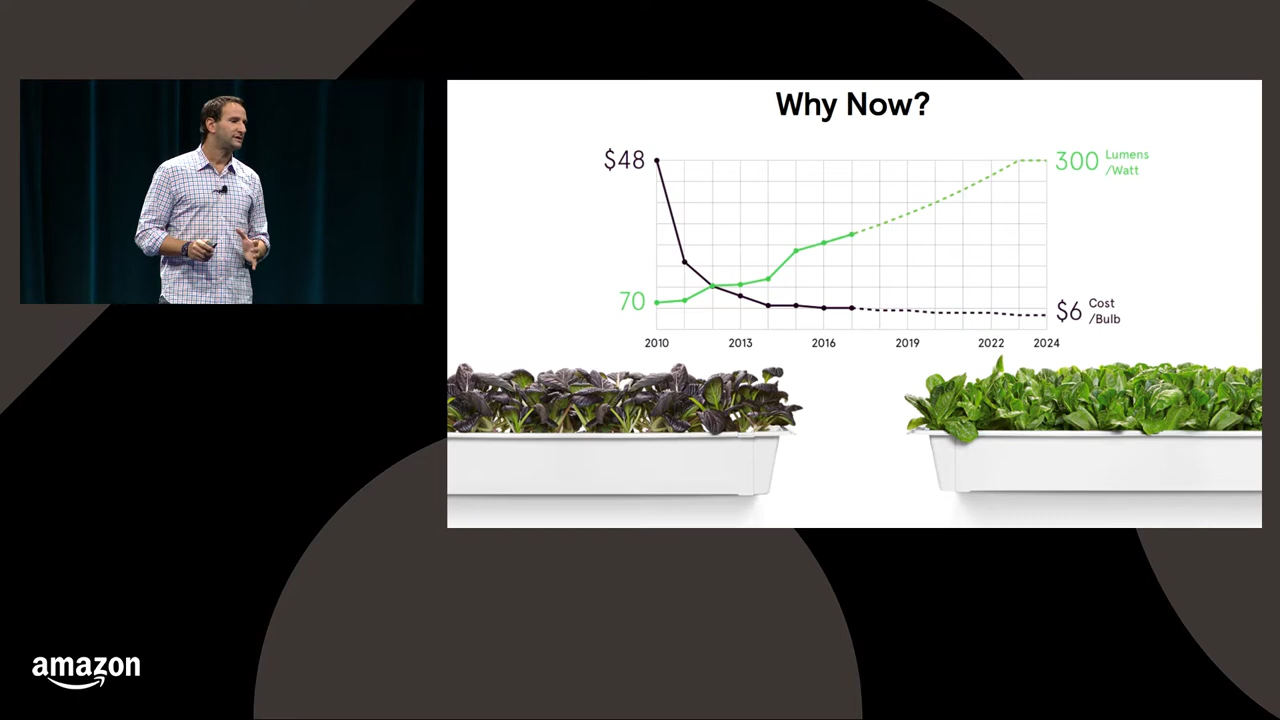 Why Now?
$48
300 Lumens
/Watt
70
$6 Cost
/Bulb
2010 2013 2016 2019 2022 2024
amazon